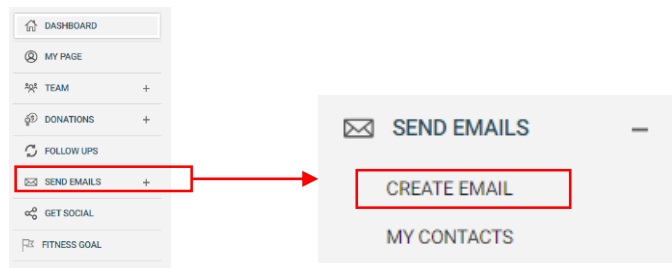 DASHBOARD
MY PAGE
TEAM +
DONATIONS +
FOLLOW UPS
SEND EMAILS +
GET SOCIAL
FITNESS GOAL
SEND EMAILS –
CREATE EMAIL
MY CONTACTS